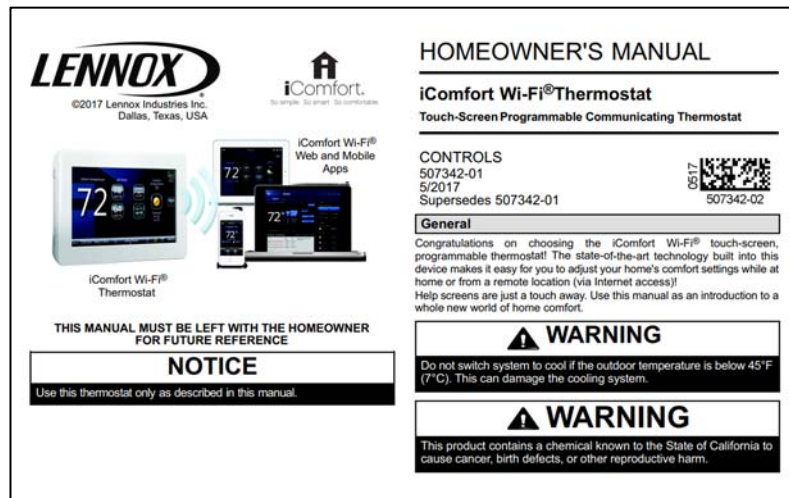 LENNOX
©2017 Lennox Industries Inc.
Dallas, Texas, USA
iComfort.
So simple. So smart. So comfortable.
iComfort Wi-Fi®
Web and Mobile
Apps
72
72
72
72
iComfort Wi-Fi®
Thermostat
THIS MANUAL MUST BE LEFT WITH THE HOMEOWNER
FOR FUTURE REFERENCE
NOTICE
Use this thermostat only as described in this manual.
HOMEOWNER'S MANUAL
iComfort Wi-Fi®Thermostat
Touch-Screen Programmable Communicating Thermostat
CONTROLS
507342-01
5/2017
Supersedes 507342-01
0517
507342-02
General
Congratulations on choosing the iComfort Wi-Fi® touch-screen,
programmable thermostat! The state-of-the-art technology built into this
device makes it easy for you to adjust your home's comfort settings while at
home or from a remote location (via Internet access)!
Help screens are just a touch away. Use this manual as an introduction to a
whole new world of home comfort.
WARNING
Do not switch system to cool if the outdoor temperature is below 45°F
(7°C). This can damage the cooling system.
WARNING
This product contains a chemical known to the State of California to
cause cancer, birth defects, or other reproductive harm.